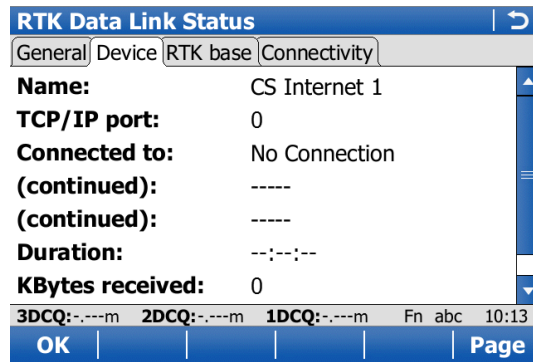 RTK Data Link Status
General Device RTK base Connectivity
Name: CS Internet 1
TCP/IP port: 0
Connected to: No Connection
(continued): -----
(continued): -----
Duration: --:--:--
KBytes received: 0
3DCQ:-.---m 2DCQ:-.---m 1DCQ:-.---m Fn abc 10:13
OK Page